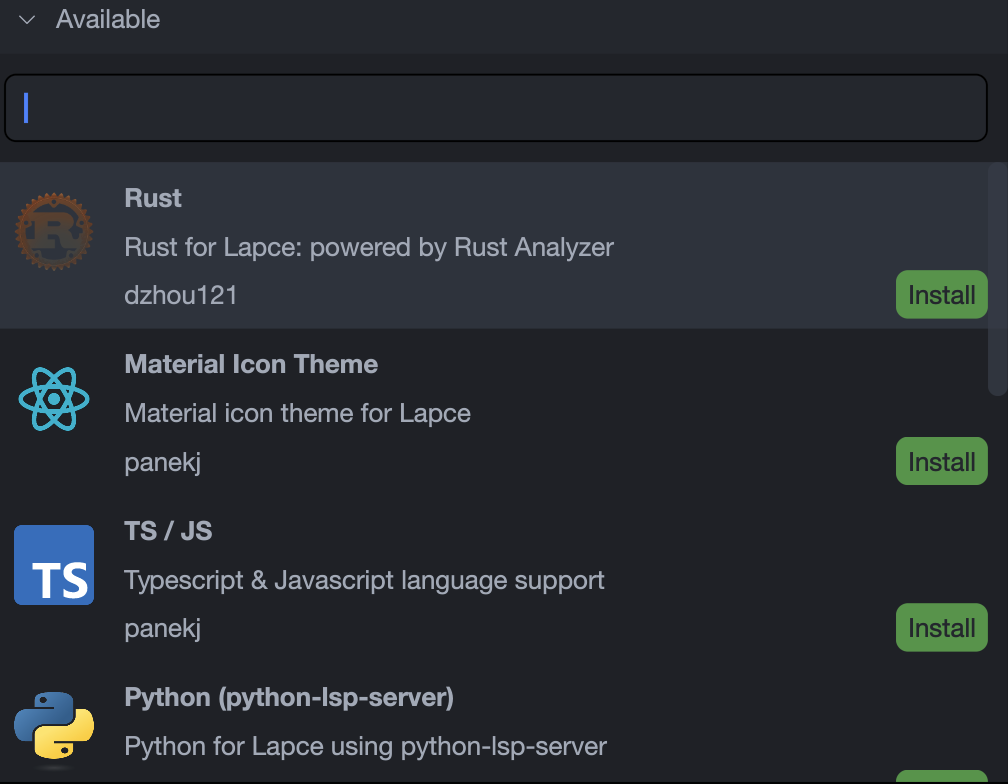 Available
Rust
Rust for Lapce: powered by Rust Analyzer
dzhou121
Install
Material Icon Theme
Material icon theme for Lapce
panekj
Install
TS / JS
TS
Typescript & Javascript language support
panekj
Install
Python (python-lsp-server)
Python for Lapce using python-lsp-server